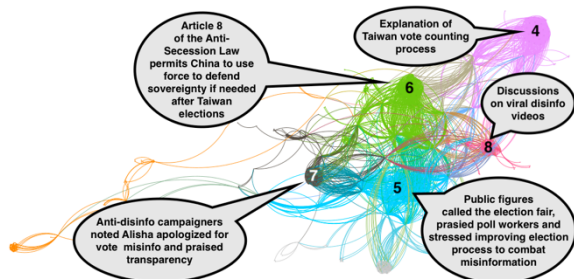 Article 8
of the Anti-
Secession Law
permits China to use
force to defend
sovereignty if needed
after Taiwan
elections
Explanation of
Taiwan vote counting
process
4
6
Discussions
on viral disinfo
videos
8
7
5
Anti-disinfo campaigners
noted Alisha apologized for
vote misinfo and praised
transparency
Public figures
called the election fair,
prasied poll workers and
stressed improving election
process to combat
misinformation